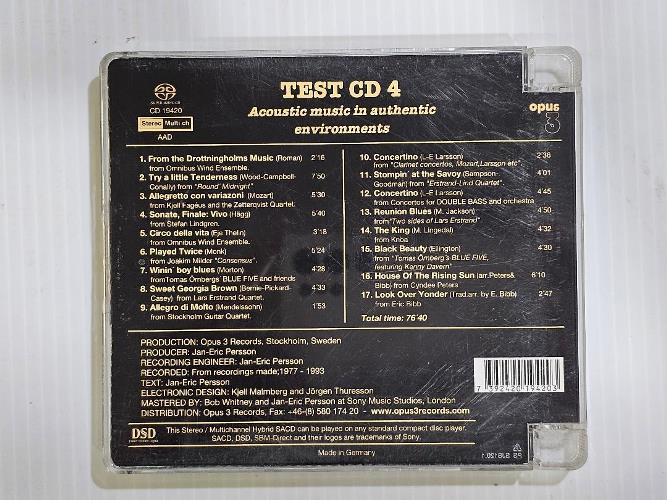 TEST CD 4
Acoustic music in authentic
environments
SUPER AUDIO CD
CD 19420
Stereo Multi ch
AAD
opus
3
1. From the Drottningholms Music (Roman) 2'16
from Omnibus Wind Ensemble.
2. Try a little Tenderness (Wood-Campbell-
Conally) from "Round' Midnight" 7'50
3. Allegretto con variazoni (Mozart) 5'30
from Kjell Fagéus and the Zetterqvist Quartet.
4. Sonate, Finale: Vivo (Hägg) 5'40
from Stefan Lindgren.
5. Circo della vita (Eje Thelin) 3'18
from Omnibus Wind Ensemble.
6. Played Twice (Monk) 5'24
from Joakim Milder "Consensus".
7. Winin' boy blues (Morton) 4'28
from Tomas Örnbergs' BLUE FIVE and friends
8. Sweet Georgia Brown (Bernie-Pickard- 4'33
Casey) from Lars Erstrand Quartet.
9. Allegro di Molto (Mendessohn) 1'53
from Stockholm Guitar Quartet.
10. Concertino (L-E Larsson) 2'38
from "Clarinet concertos, Mozart,Larsson etc".
11. Stompin' at the Savoy (Sampson- 4'01
Goodman) from "Erstrand-Lind Quartet".
12. Concertino (L-E Larsson) 4'45
from Concertos for DOUBLE BASS and orchestra
13. Reunion Blues (M. Jackson) 4'50
from "Two sides of Lars Erstrand"
14. The King (M. Lingedal) 4'32
from Knoa
15. Black Beauty (Ellington) 4'30
from "Tomas Örnberg's BLUE FIVE,
featuring Kenny Davern"
16. House Of The Rising Sun (arr.Peters& 6'10
Bibb) from Cyndee Peters
17. Look Over Yonder (Trad:arr. by E. Bibb) 2'47
from Eric Bibb
Total time: 76'40
PRODUCTION: Opus 3 Records, Stockholm, Sweden
PRODUCER: Jan-Eric Persson
RECORDING ENGINEER: Jan-Eric Persson
RECORDED: From recordings made;1977 - 1993
TEXT: Jan-Eric Persson
ELECTRONIC DESIGN: Kjell Malmberg and Jörgen Thuresson
MASTERED BY: Bob Whitney and Jan-Eric Persson at Sony Music Studios, London
DISTRIBUTION: Opus 3 Records, Fax: +46-(8) 580 174 20 - www.opus3records.com
7 392420 194203
DSD
This Stereo / Multichannel Hybrid SACD can be played on any standard compact disc player.
SACD, DSD, SBM-Direct and their logos are trademarks of Sony.
Made in Germany